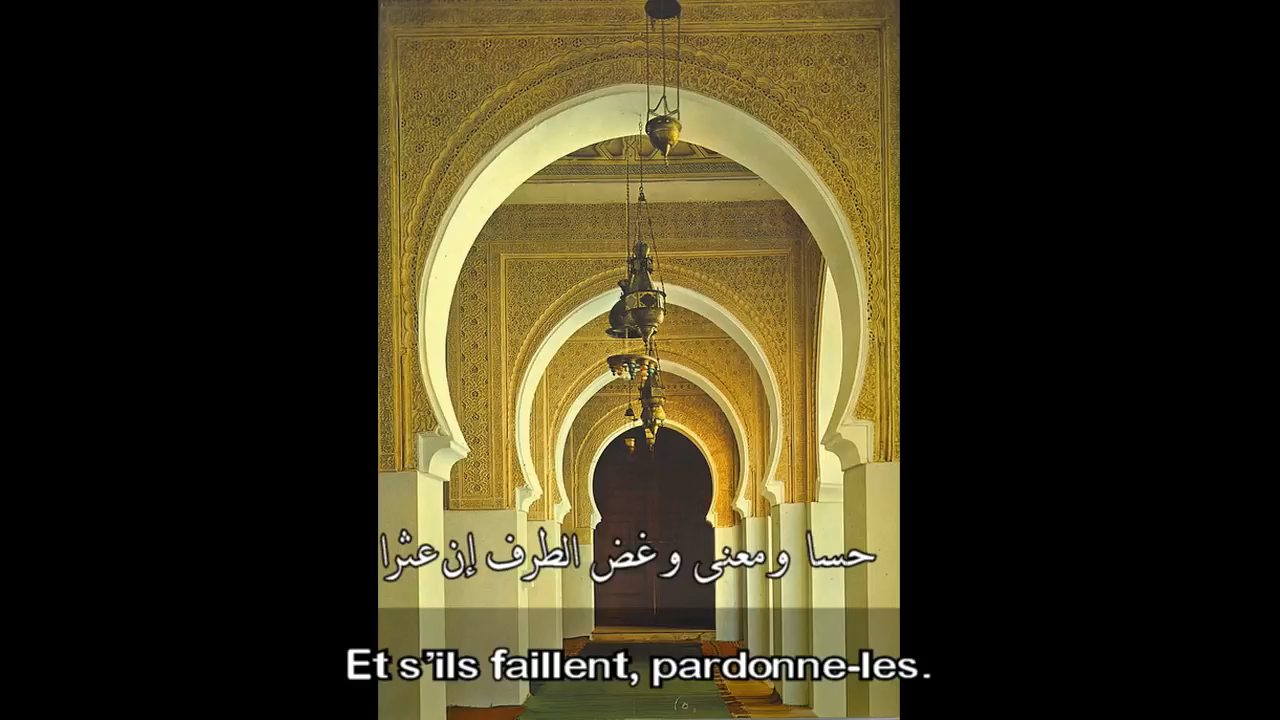 حسا ومعنى وغض الطرف إن عثرا
Et s'ils faillent, pardonne-les.